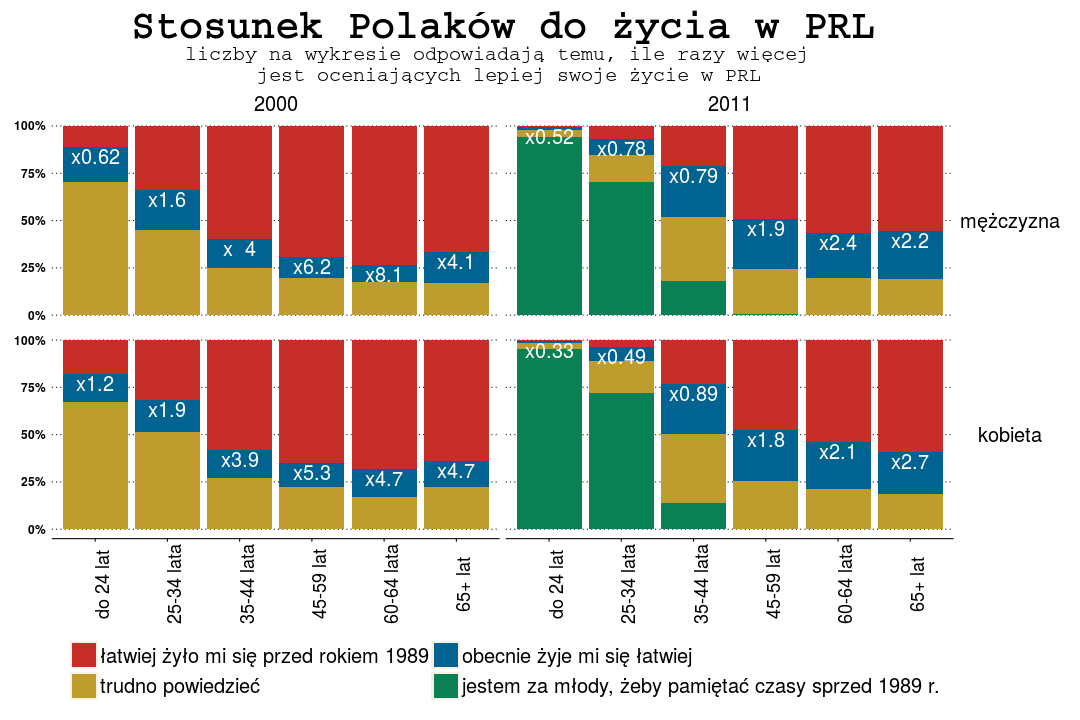 Stosunek Polaków do życia w PRL
liczby na wykresie odpowiadają temu, ile razy więcej
jest oceniających lepiej swoje życie w PRL
2000 2011
100%
75%
50%
25%
0%
x0.62 x1.6 x 4 x6.2 x8.1 x4.1
x0.52 x0.78 x0.79 x1.9 x2.4 x2.2
mężczyzna
100%
75%
50%
25%
0%
x1.2 x1.9 x3.9 x5.3 x4.7 x4.7
x0.33 x0.49 x0.89 x1.8 x2.1 x2.7
kobieta
do 24 lat 25-34 lata 35-44 lata 45-59 lat 60-64 lata 65+ lat
do 24 lat 25-34 lata 35-44 lata 45-59 lat 60-64 lata 65+ lat
łatwiej żyło mi się przed rokiem 1989 obecnie żyje mi się łatwiej
trudno powiedzieć jestem za młody, żeby pamiętać czasy sprzed 1989 r.